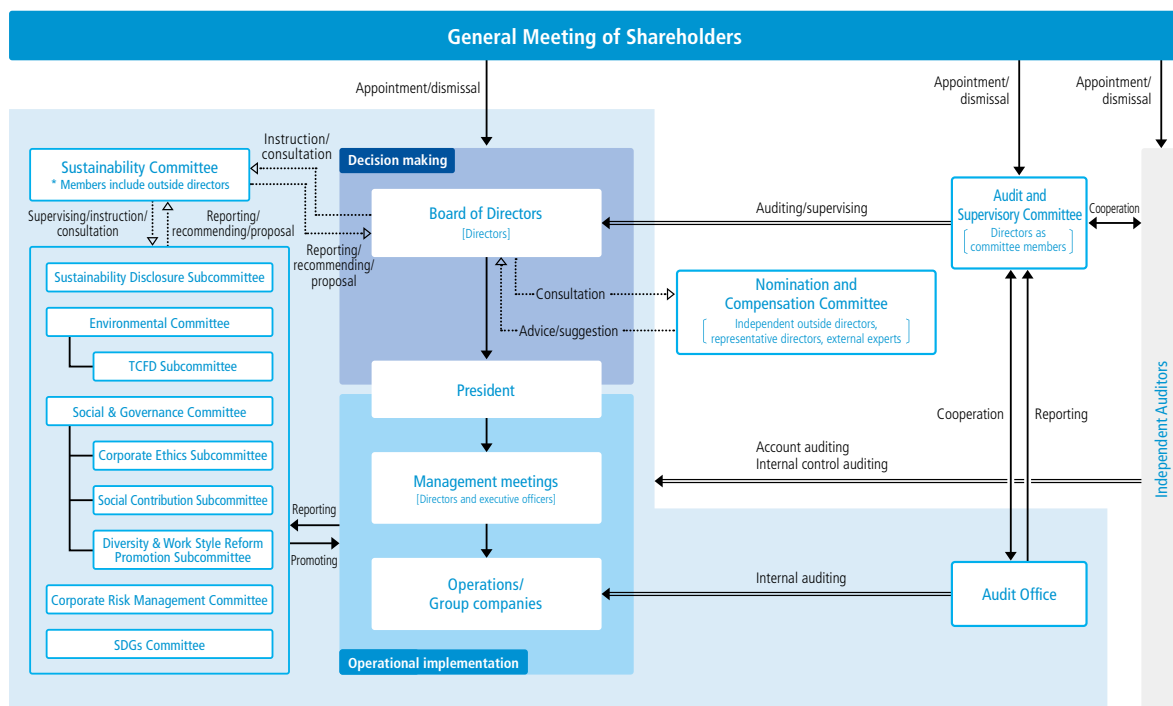 General Meeting of Shareholders
Appointment/dismissal
Appointment/
dismissal
Appointment/
dismissal
Sustainability Committee
* Members include outside directors
Instruction/
consultation
Supervising/instruction/
consultation
Reporting/
recommending/proposal
Reporting/
recommending/
proposal
Sustainability Disclosure Subcommittee
Environmental Committee
TCFD Subcommittee
Social & Governance Committee
Corporate Ethics Subcommittee
Social Contribution Subcommittee
Diversity & Work Style Reform
Promotion Subcommittee
Corporate Risk Management Committee
SDGs Committee
Reporting
Promoting
Decision making
Board of Directors
[Directors]
Consultation
Advice/suggestion
President
Management meetings
[Directors and executive officers]
Operations/
Group companies
Operational implementation
Auditing/supervising
Nomination and
Compensation Committee
Independent outside directors,
representative directors, external experts
Audit and
Supervisory Committee
Directors as
committee members
Cooperation
Cooperation
Reporting
Account auditing
Internal control auditing
Internal auditing
Audit Office
Independent Auditors